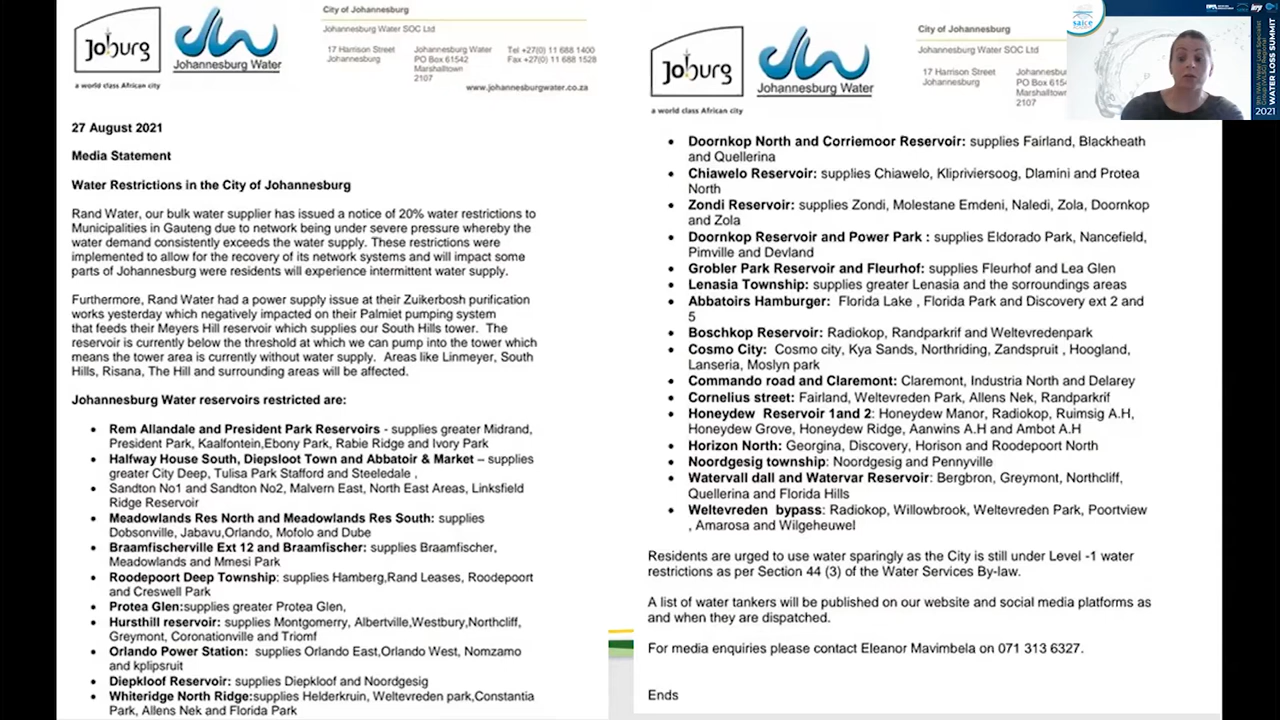 City of Johannesburg
Johannesburg Water SOC Ltd
Joburg
a world class African city
Johannesburg Water
17 Harrison Street
Johannesburg
Johannesburg Water
PO Box 61542
Marshalltown
2107
Tel +27(0) 11 688 1400
Fax +27(0) 11 688 1528
www.johannesburgwater.co.za
27 August 2021
Media Statement
Water Restrictions in the City of Johannesburg
Rand Water, our bulk water supplier has issued a notice of 20% water restrictions to
Municipalities in Gauteng due to network being under severe pressure whereby the
water demand consistently exceeds the water supply. These restrictions were
implemented to allow for the recovery of its network systems and will impact some
parts of Johannesburg were residents will experience intermittent water supply.
Furthermore, Rand Water had a power supply issue at their Zuikerbosh purification
works yesterday which negatively impacted on their Palmiet pumping system
that feeds their Meyers Hill reservoir which supplies our South Hills tower. The
reservoir is currently below the threshold at which we can pump into the tower which
means the tower area is currently without water supply. Areas like Linmeyer, South
Hills, Risana, The Hill and surrounding areas will be affected.
Johannesburg Water reservoirs restricted are:
• Rem Allandale and President Park Reservoirs - supplies greater Midrand,
President Park, Kaalfontein,Ebony Park, Rabie Ridge and Ivory Park
• Halfway House South, Diepsloot Town and Abbatoir & Market – supplies
greater City Deep, Tulisa Park Stafford and Steeledale ,
• Sandton No1 and Sandton No2, Malvern East, North East Areas, Linksfield
Ridge Reservoir
• Meadowlands Res North and Meadowlands Res South: supplies
Dobsonville, Jabavu,Orlando, Mofolo and Dube
• Braamfischerville Ext 12 and Braamfischer: supplies Braamfischer,
Meadowlands and Mmesi Park
• Roodepoort Deep Township: supplies Hamberg,Rand Leases, Roodepoort
and Creswell Park
• Protea Glen:supplies greater Protea Glen,
• Hursthill reservoir: supplies Montgomerry, Albertville,Westbury,Northcliff,
Greymont, Coronationville and Triomf
• Orlando Power Station: supplies Orlando East,Orlando West, Nomzamo
and kplipsruit
• Diepkloof Reservoir: supplies Diepkloof and Noordgesig
• Whiteridge North Ridge:supplies Helderkruin, Weltevreden park,Constantia
Park, Allens Nek and Florida Park
City of Johannesburg
Johannesburg Water SOC Ltd
Joburg
a world class African city
Johannesburg Water
17 Harrison Street
Johannesburg
Johannesbu
PO Box 6154
Marshalltown
2107
• Doornkop North and Corriemoor Reservoir: supplies Fairland, Blackheath
and Quellerina
• Chiawelo Reservoir: supplies Chiawelo, Klipriviersoog, Dlamini and Protea
North
• Zondi Reservoir: supplies Zondi, Molestane Emdeni, Naledi, Zola, Doornkop
and Zola
• Doornkop Reservoir and Power Park : supplies Eldorado Park, Nancefield,
Pimville and Devland
• Grobler Park Reservoir and Fleurhof: supplies Fleurhof and Lea Glen
• Lenasia Township: supplies greater Lenasia and the sorroundings areas
• Abbatoirs Hamburger: Florida Lake , Florida Park and Discovery ext 2 and
5
• Boschkop Reservoir: Radiokop, Randparkrif and Weltevredenpark
• Cosmo City: Cosmo city, Kya Sands, Northriding, Zandspruit , Hoogland,
Lanseria, Moslyn park
• Commando road and Claremont: Claremont, Industria North and Delarey
• Cornelius street: Fairland, Weltevreden Park, Allens Nek, Randparkrif
• Honeydew Reservoir 1and 2: Honeydew Manor, Radiokop, Ruimsig A.H,
Honeydew Grove, Honeydew Ridge, Aanwins A.H and Ambot A.H
• Horizon North: Georgina, Discovery, Horison and Roodepoort North
• Noordgesig township: Noordgesig and Pennyville
• Watervall dall and Watervar Reservoir: Bergbron, Greymont, Northcliff,
Quellerina and Florida Hills
• Weltevreden bypass: Radiokop, Willowbrook, Weltevreden Park, Poortview
, Amarosa and Wilgeheuwel
Residents are urged to use water sparingly as the City is still under Level -1 water
restrictions as per Section 44 (3) of the Water Services By-law.
A list of water tankers will be published on our website and social media platforms as
and when they are dispatched.
For media enquiries please contact Eleanor Mavimbela on 071 313 6327.
Ends
saice
WATER LOSS SUMMIT
2021